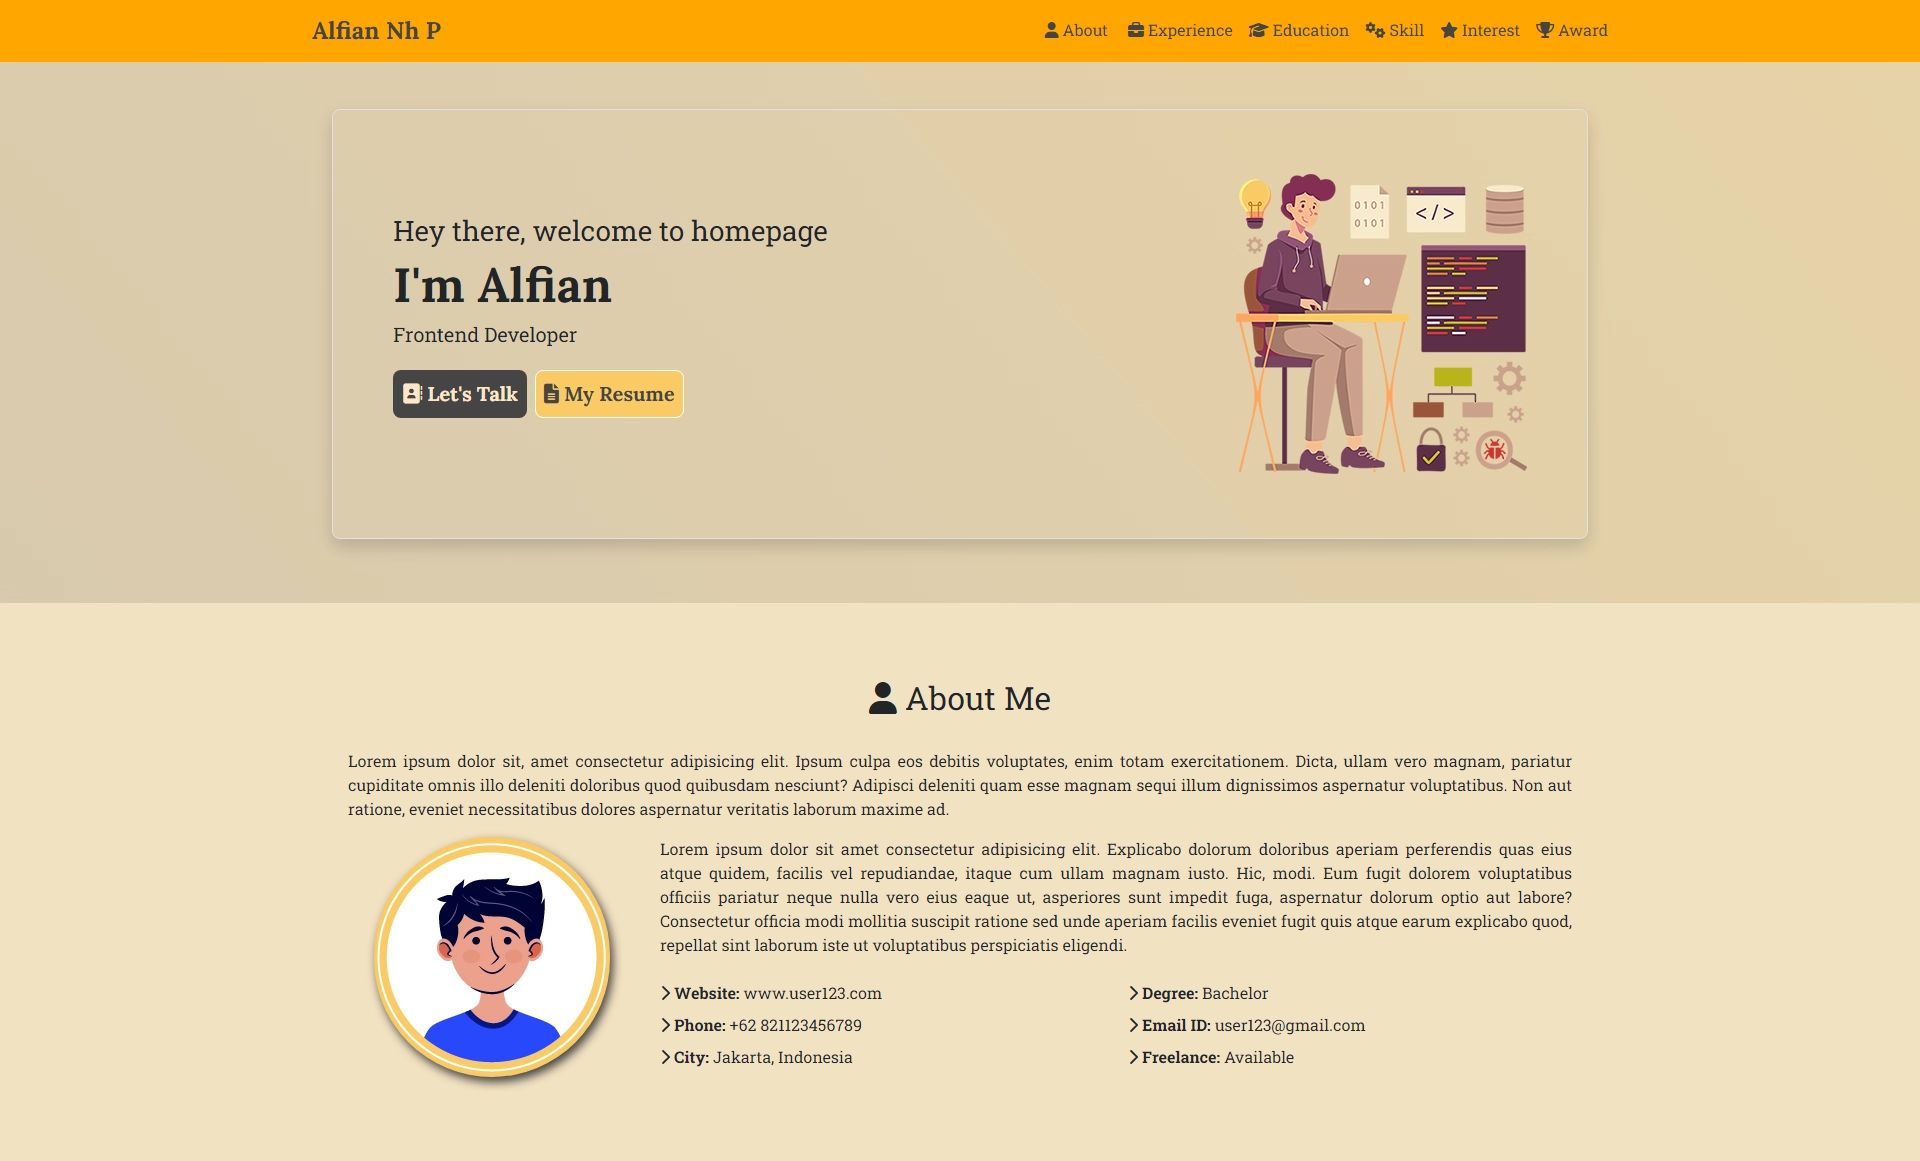 Alfian Nh P
About Experience Education Skill Interest Award
Hey there, welcome to homepage
I'm Alfian
Frontend Developer
Let's Talk My Resume
0101
0101
</>
About Me
Lorem ipsum dolor sit, amet consectetur adipisicing elit. Ipsum culpa eos debitis voluptates, enim totam exercitationem. Dicta, ullam vero magnam, pariatur
cupiditate omnis illo deleniti doloribus quod quibusdam nesciunt? Adipisci deleniti quam esse magnam sequi illum dignissimos aspernatur voluptatibus. Non aut
ratione, eveniet necessitatibus dolores aspernatur veritatis laborum maxime ad.
Lorem ipsum dolor sit amet consectetur adipisicing elit. Explicabo dolorum doloribus aperiam perferendis quas eius
atque quidem, facilis vel repudiandae, itaque cum ullam magnam iusto. Hic, modi. Eum fugit dolorem voluptatibus
officiis pariatur neque nulla vero eius eaque ut, asperiores sunt impedit fuga, aspernatur dolorum optio aut labore?
Consectetur officia modi mollitia suscipit ratione sed unde aperiam facilis eveniet fugit quis atque earum explicabo quod,
repellat sint laborum iste ut voluptatibus perspiciatis eligendi.
Website: www.user123.com
Phone: +62 821123456789
City: Jakarta, Indonesia
Degree: Bachelor
Email ID: user123@gmail.com
Freelance: Available